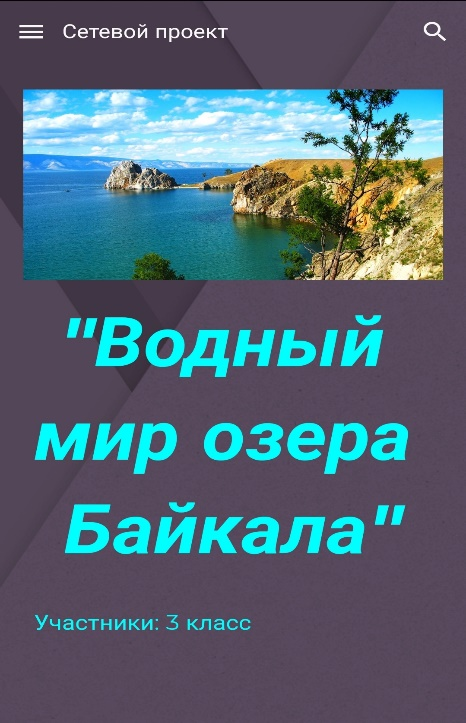 Сетевой проект
"Водный
мир озера
Байкала"
Участники: 3 класс